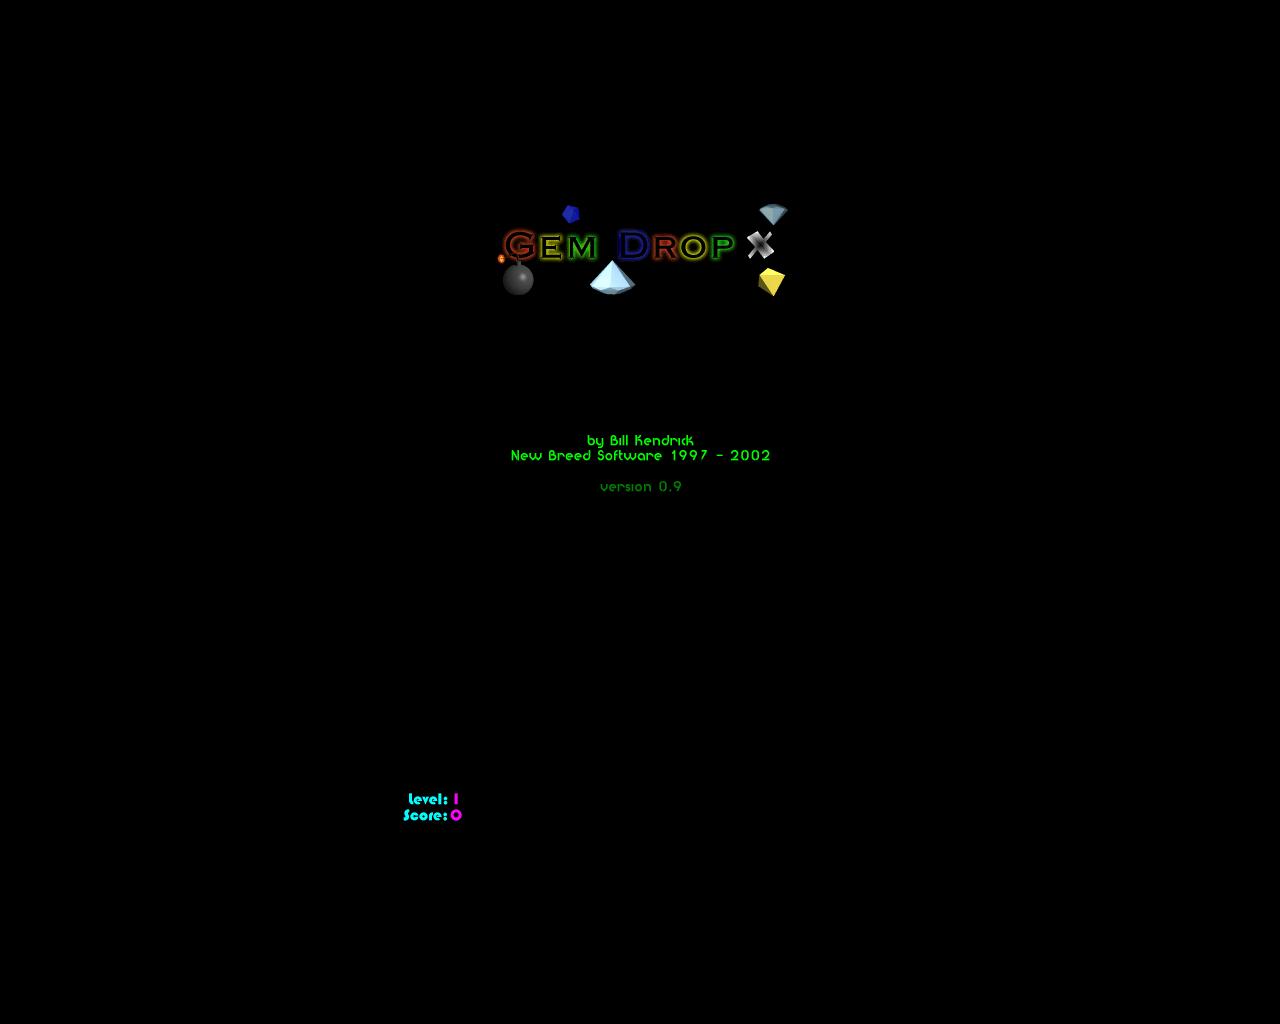 Gem Drop X
by Bill Kendrick
New Breed Software 1997 - 2002
version 0.9
Level: 1
Score: 0